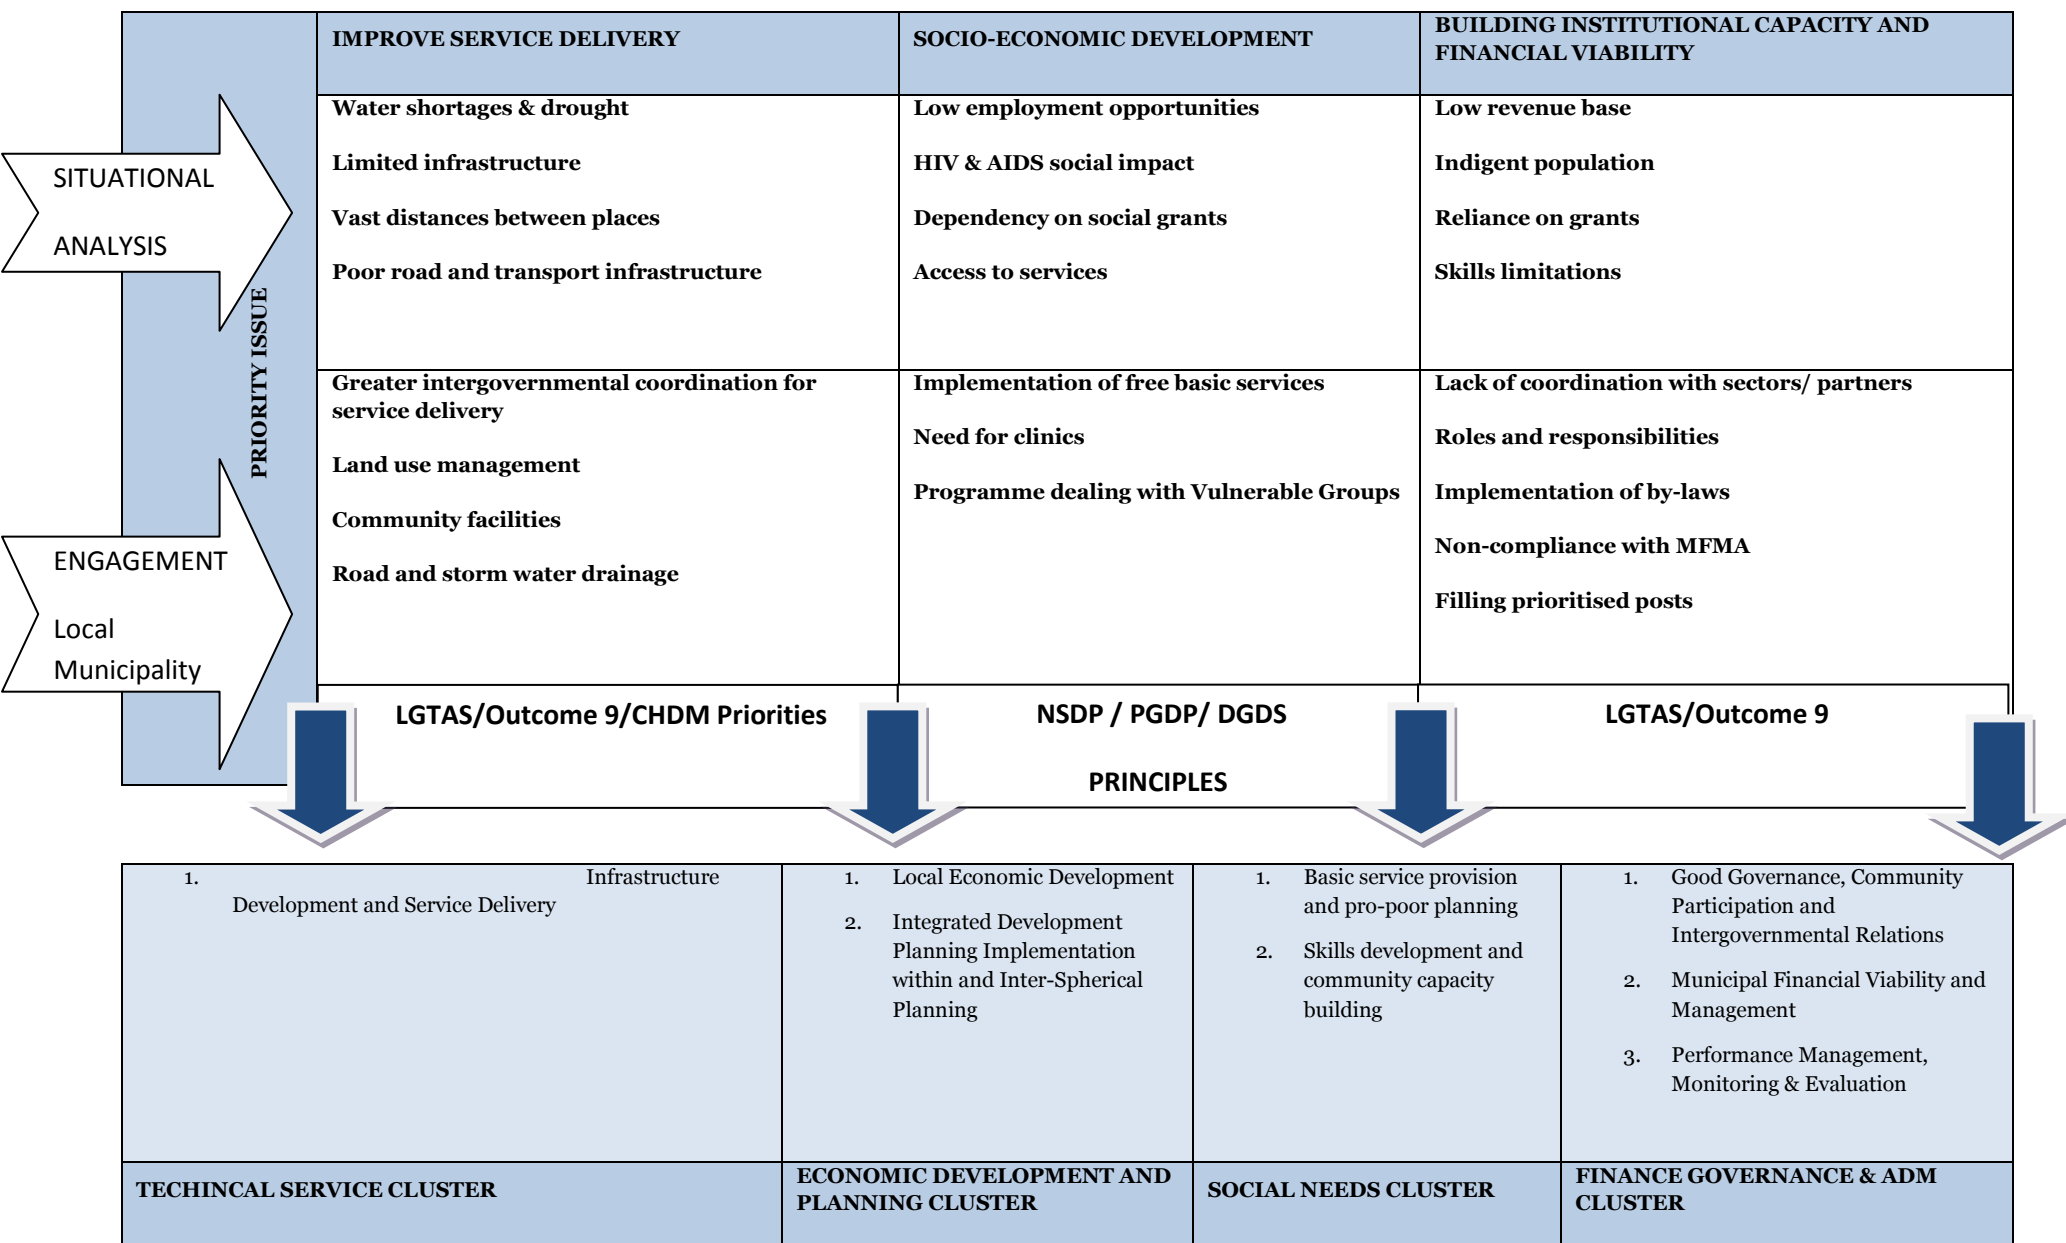 IMPROVE SERVICE DELIVERY
SOCIO-ECONOMIC DEVELOPMENT
BUILDING INSTITUTIONAL CAPACITY AND
FINANCIAL VIABILITY
SITUATIONAL
ANALYSIS
PRIORITY ISSUE
Water shortages & drought
Limited infrastructure
Vast distances between places
Poor road and transport infrastructure
Low employment opportunities
HIV & AIDS social impact
Dependency on social grants
Access to services
Low revenue base
Indigent population
Reliance on grants
Skills limitations
ENGAGEMENT
Local
Municipality
Greater intergovernmental coordination for
service delivery
Land use management
Community facilities
Road and storm water drainage
Implementation of free basic services
Need for clinics
Programme dealing with Vulnerable Groups
Lack of coordination with sectors/ partners
Roles and responsibilities
Implementation of by-laws
Non-compliance with MFMA
Filling prioritised posts
LGTAS/Outcome 9/CHDM Priorities
NSDP / PGDP/ DGDS
PRINCIPLES
LGTAS/Outcome 9
1. Infrastructure
Development and Service Delivery
1. Local Economic Development
2. Integrated Development
Planning Implementation
within and Inter-Spherical
Planning
1. Basic service provision
and pro-poor planning
2. Skills development and
community capacity
building
1. Good Governance, Community
Participation and
Intergovernmental Relations
2. Municipal Financial Viability and
Management
3. Performance Management,
Monitoring & Evaluation
TECHINCAL SERVICE CLUSTER
ECONOMIC DEVELOPMENT AND
PLANNING CLUSTER
SOCIAL NEEDS CLUSTER
FINANCE GOVERNANCE & ADM
CLUSTER